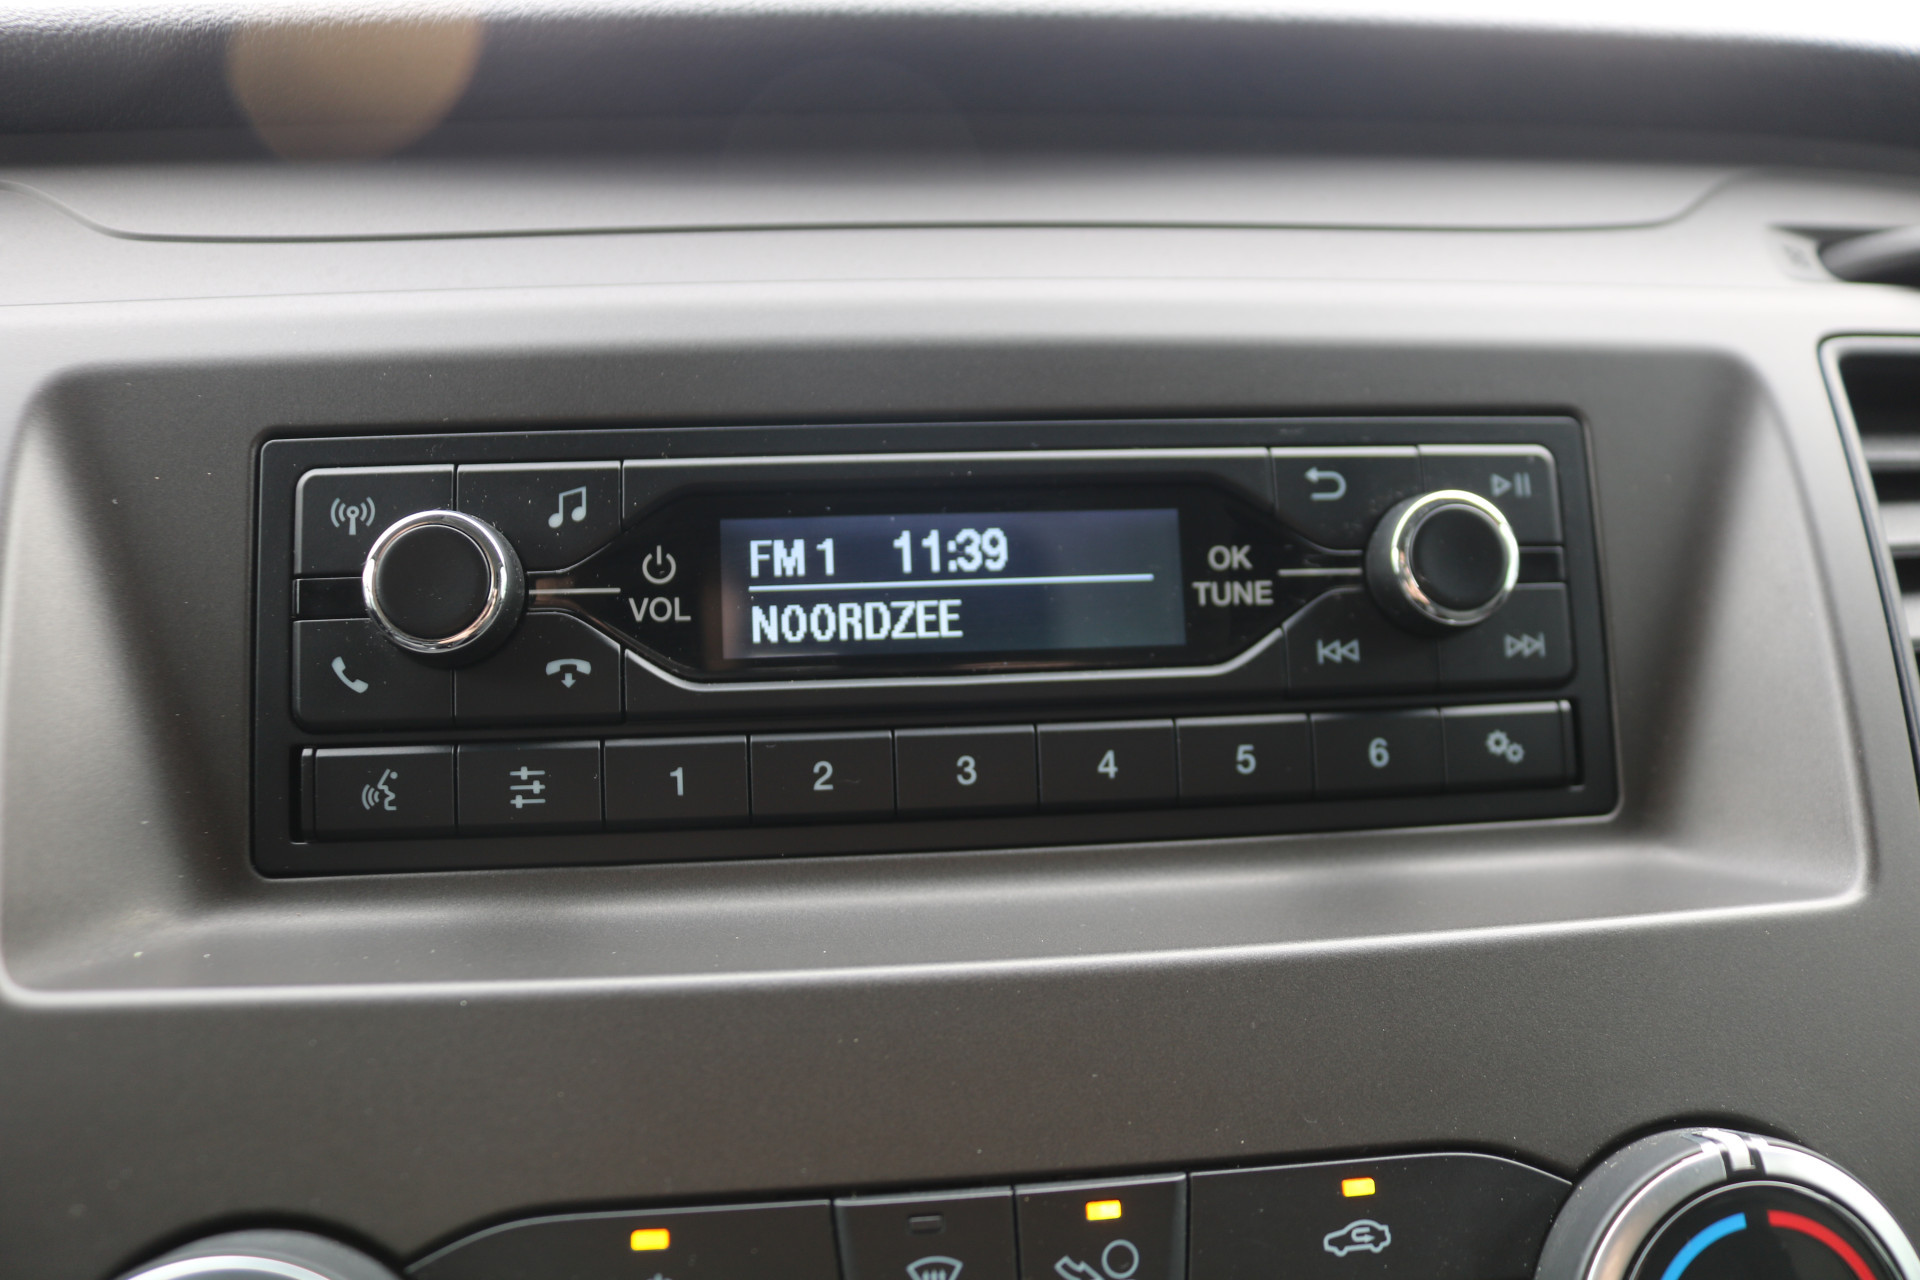 FM 1 11:39
NOORDZEE
VOL
OK
TUNE
1 2 3 4 5 6